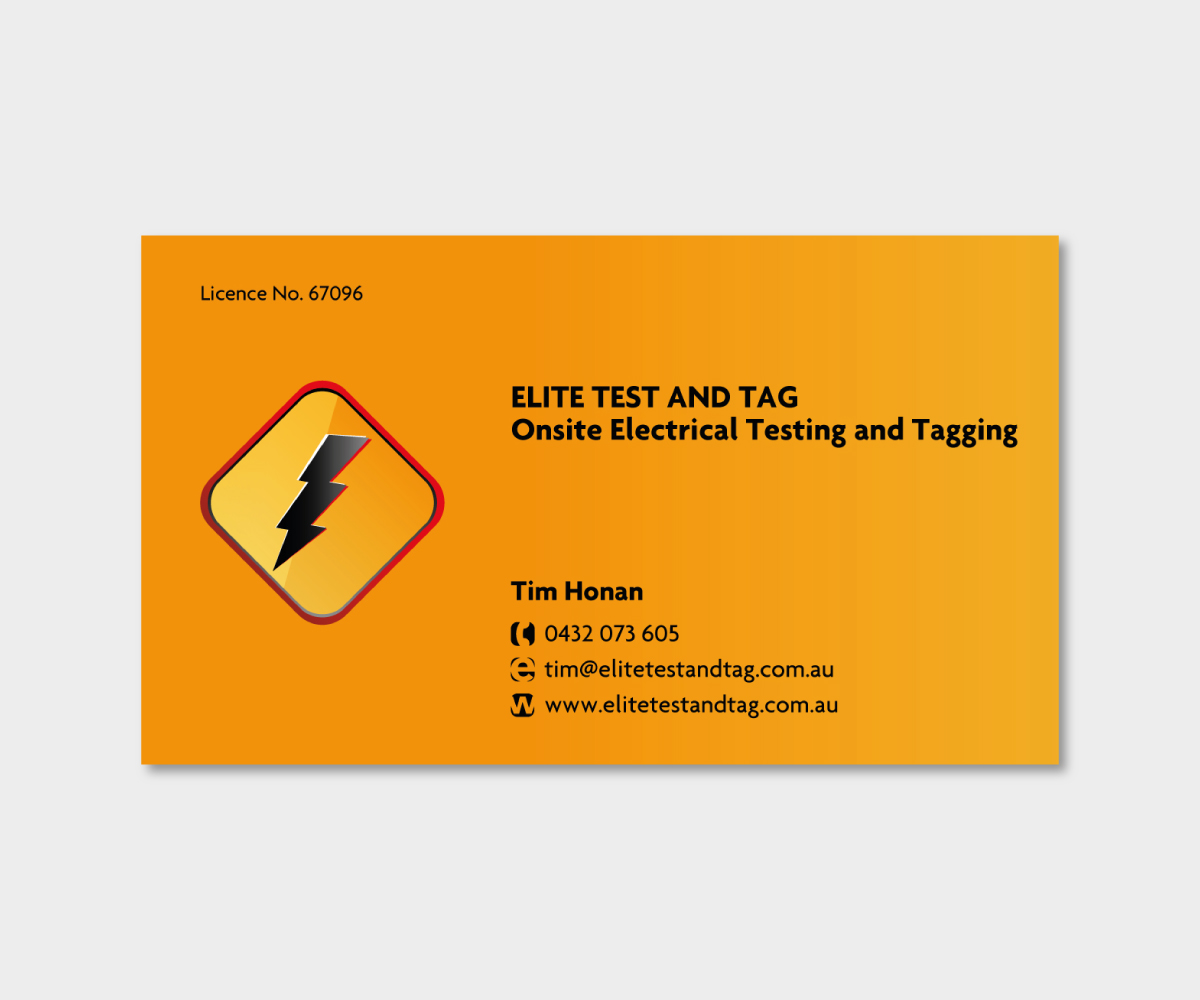 Licence No. 67096
ELITE TEST AND TAG
Onsite Electrical Testing and Tagging
Tim Honan
0432 073 605
e tim@elitetestandtag.com.au
W www.elitetestandtag.com.au